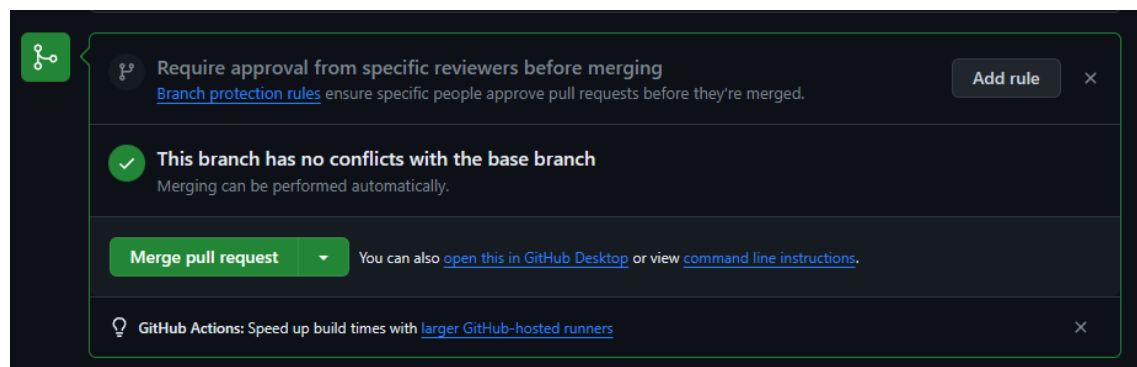 Require approval from specific reviewers before merging
Add rule
Branch protection rules ensure specific people approve pull requests before they're merged.
This branch has no conflicts with the base branch
Merging can be performed automatically.
Merge pull request
You can also open this in GitHub Desktop or view command line instructions.
GitHub Actions: Speed up build times with larger GitHub-hosted runners